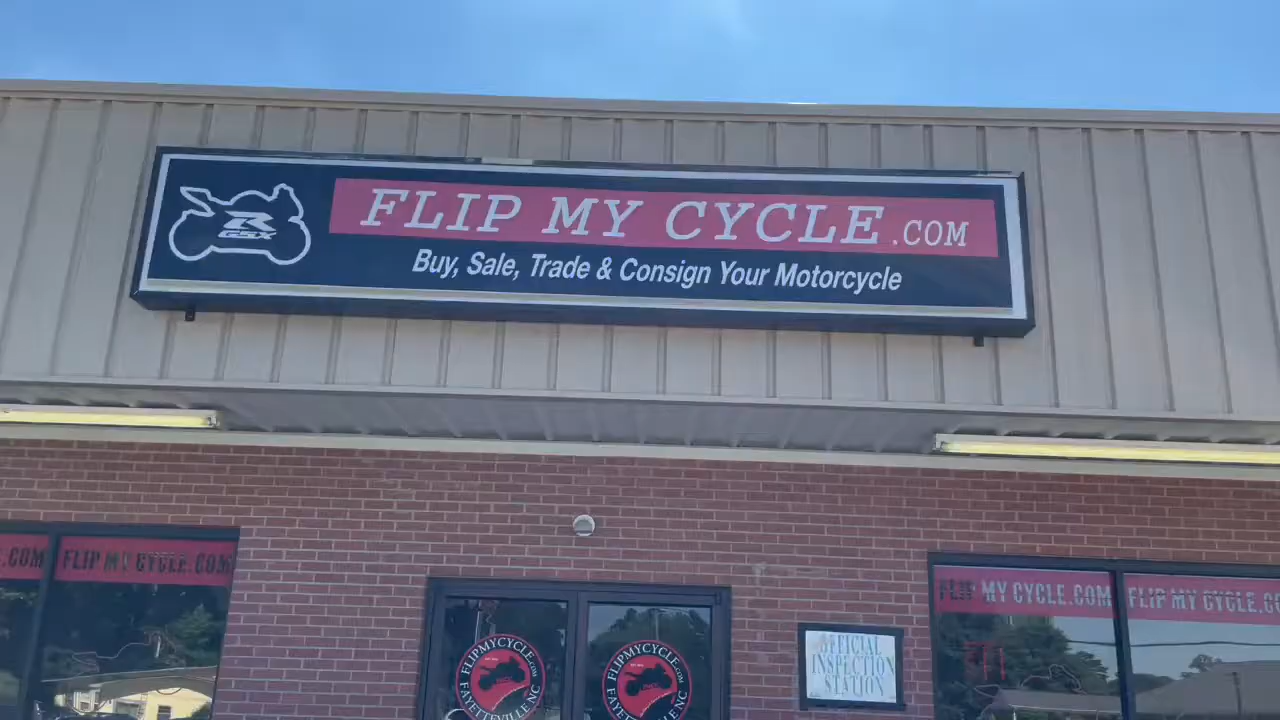 FLIP MY CYCLE.COM
R
GSX
Buy, Sale, Trade & Consign Your Motorcycle
.COM
FLIP MY CYCLE.COM
FLIP MY CYCLE.COM
FLIP MY CYCLE.C
FLIPMYCYCLE.COM
FAYETTEVILLE NC
FLIPMYCYCLE.COM
FAYETTEVILLE NC
OFFICIAL
INSPECTION
STATION